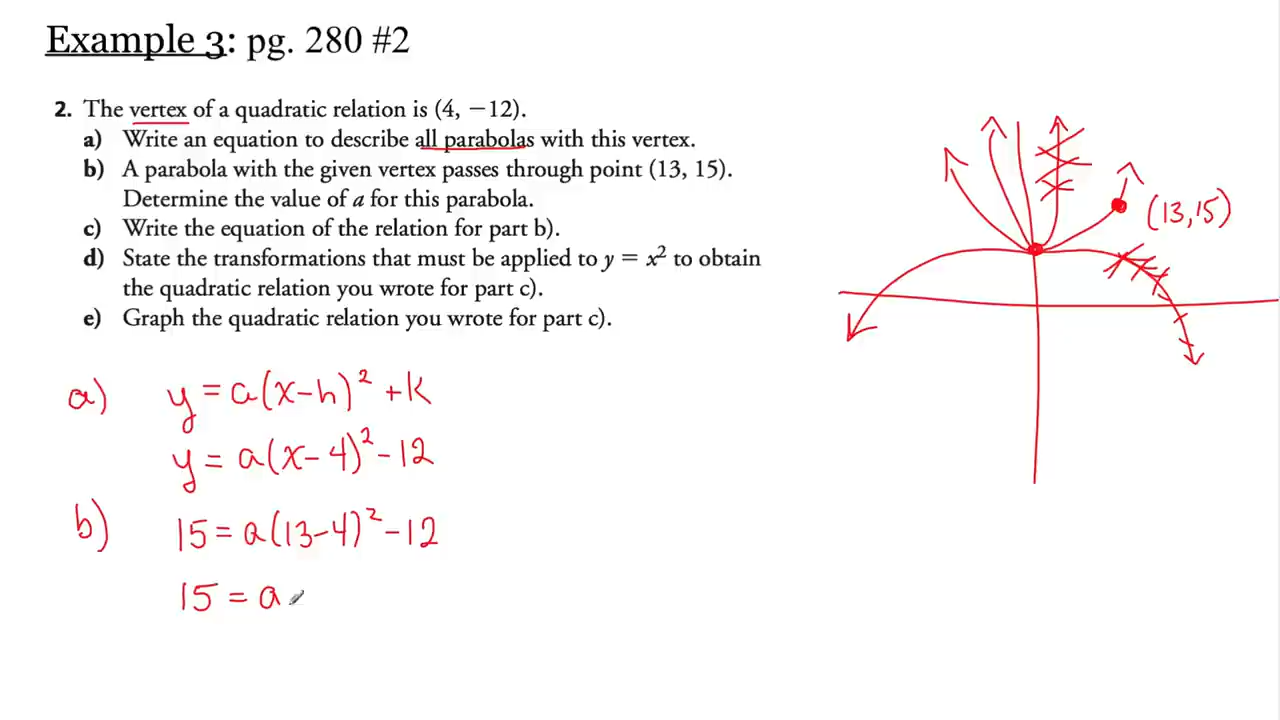 Example 3: pg. 280 #2
2. The vertex of a quadratic relation is (4, −12).
a) Write an equation to describe all parabolas with this vertex.
b) A parabola with the given vertex passes through point (13, 15).
Determine the value of a for this parabola.
c) Write the equation of the relation for part b).
d) State the transformations that must be applied to y = x² to obtain
the quadratic relation you wrote for part c).
e) Graph the quadratic relation you wrote for part c).
(13,15)
a) y = a(x-h)² + k
y = a(x-4)² - 12
b) 15 = a(13-4)² - 12
15 = a